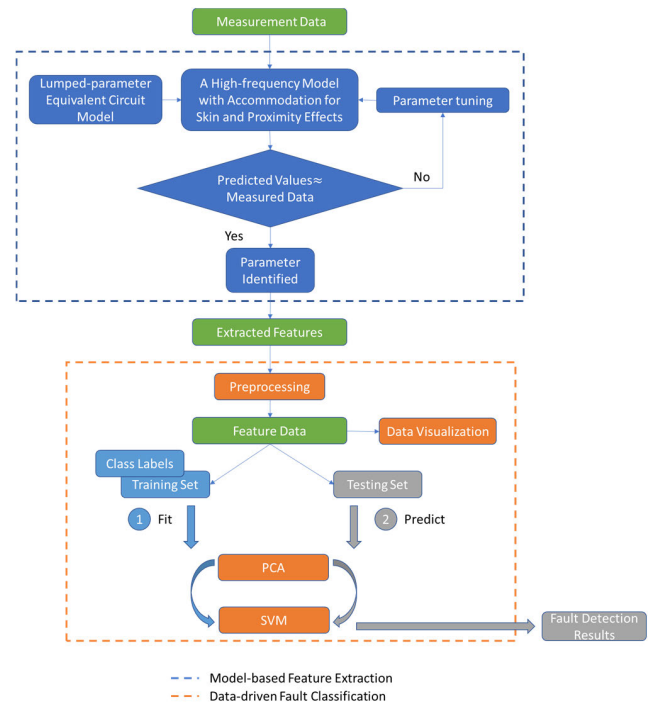 Measurement Data
Lumped-parameter
Equivalent Circuit
Model
A High-frequency Model
with Accommodation for
Skin and Proximity Effects
Parameter tuning
Predicted Values≈
Measured Data
No
Yes
Parameter
Identified
Extracted Features
Preprocessing
Feature Data
Data Visualization
Class Labels
Training Set
Testing Set
1 Fit
2 Predict
PCA
SVM
Fault Detection
Results
Model-based Feature Extraction
Data-driven Fault Classification